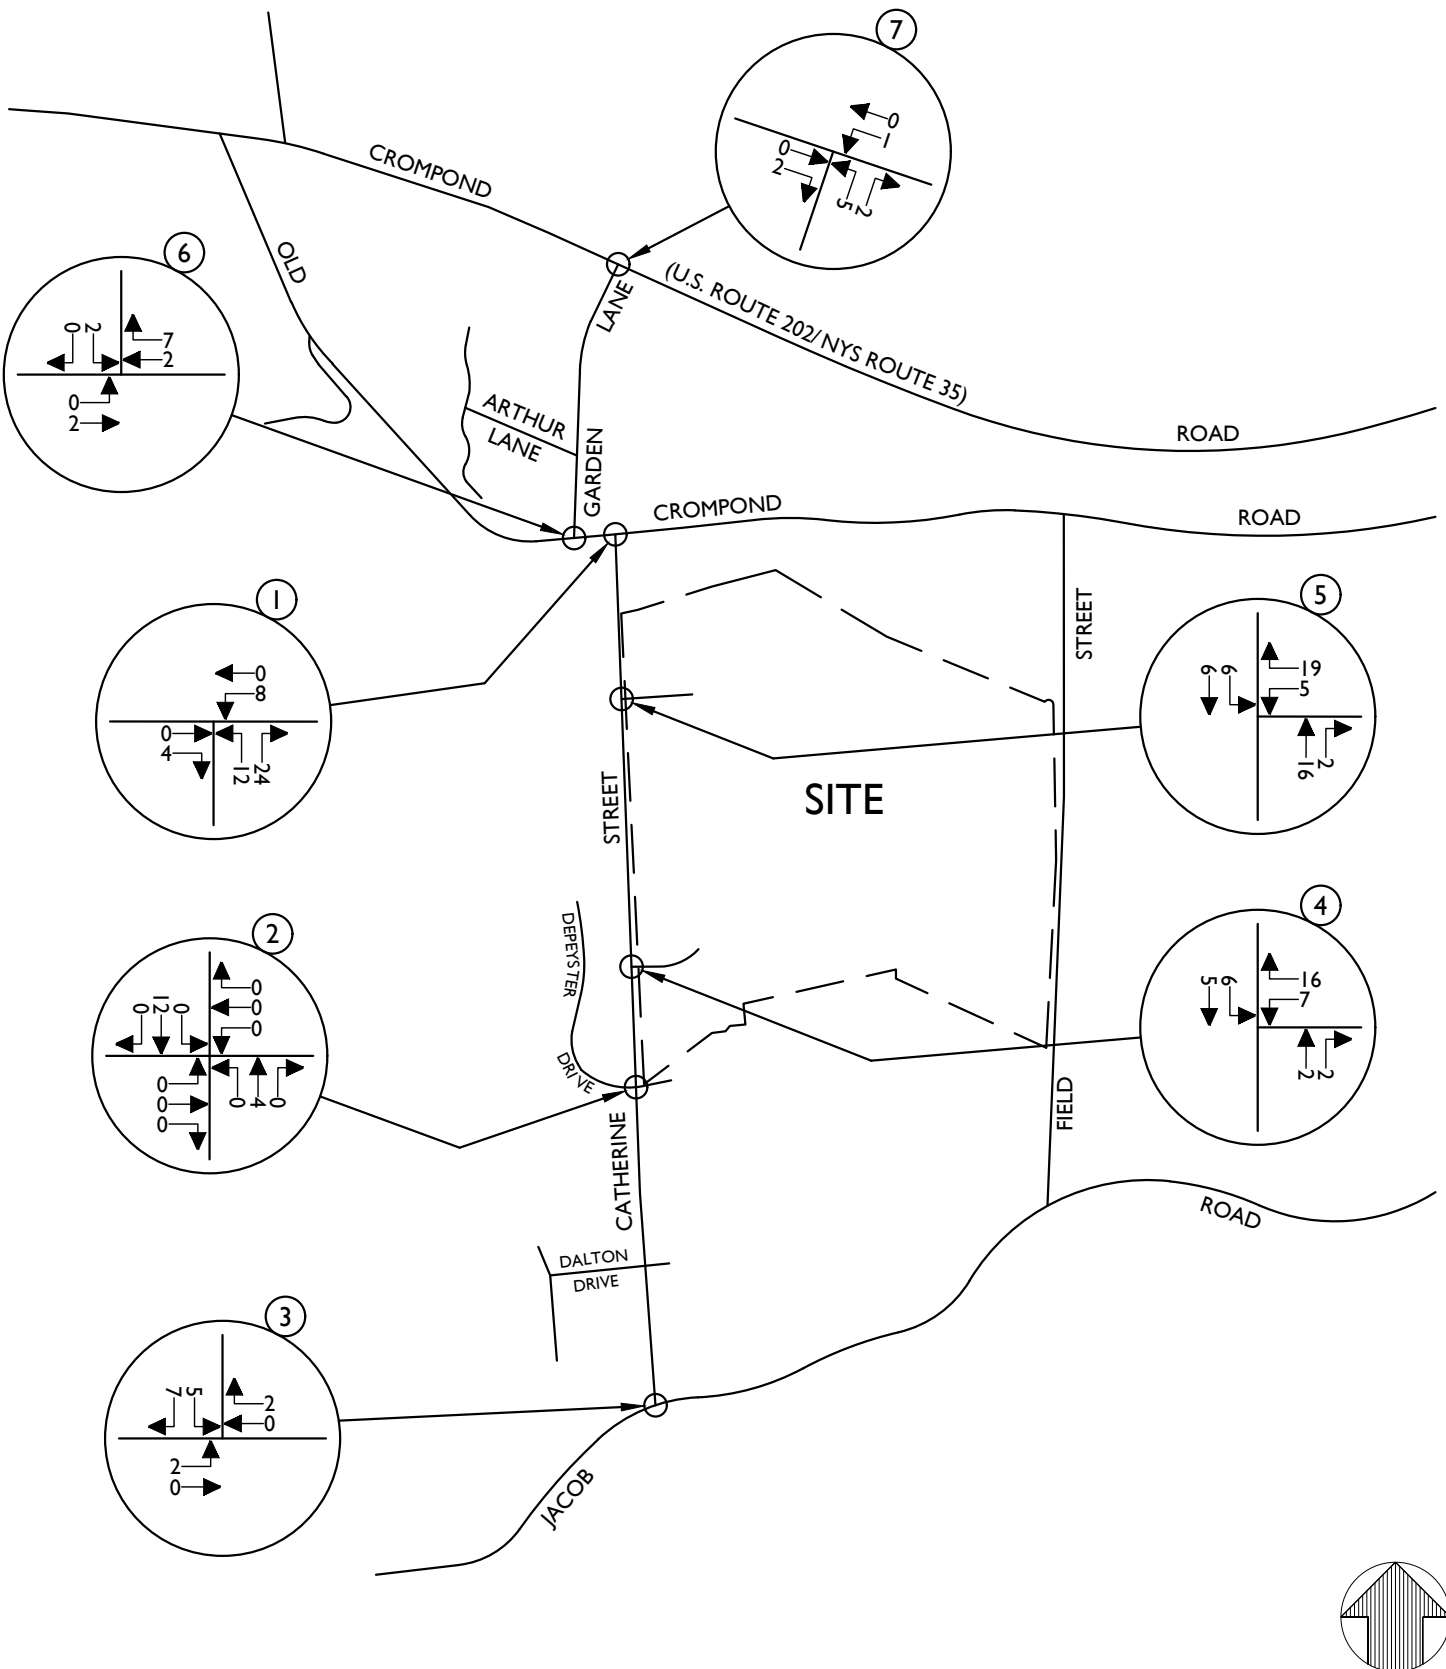 7
0
1
0
2
5
2
CROMPOND
OLD
LANE
(U.S. ROUTE 202/ NYS ROUTE 35)
ROAD
6
0
2
7
2
0
2
ARTHUR
LANE
GARDEN
CROMPOND
ROAD
1
0
8
0
4
12
24
STREET
STREET
5
6
6
19
5
16
2
SITE
2
0
12
0
0
0
0
0
0
0
0
4
0
DEPEYSTER
DRIVE
4
5
6
16
7
2
2
CATHERINE
FIELD
ROAD
DALTON
DRIVE
3
7
5
2
0
2
0
JACOB